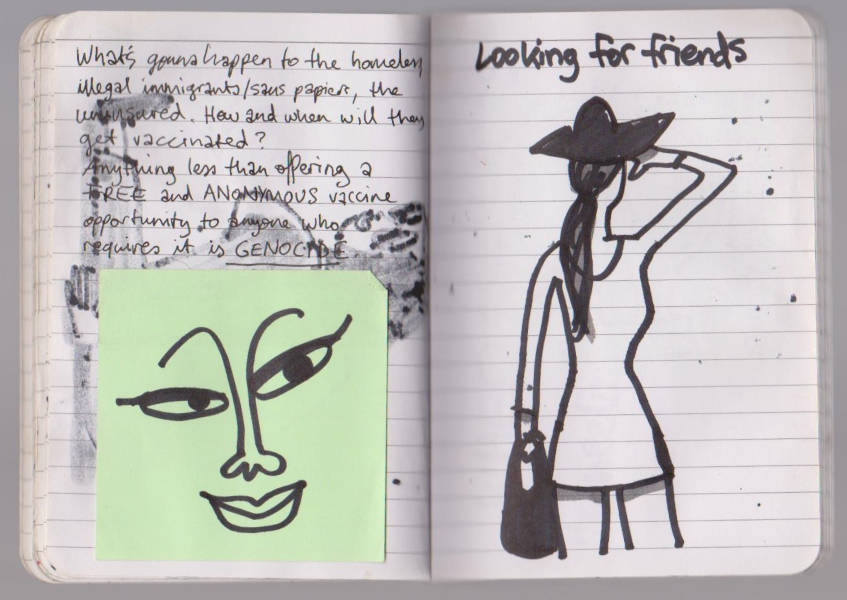 What's gonna happen to the homeless,
illegal immigrants/sans papiers, the
uninsured. How and when will they
get vaccinated?
Anything less than offering a
FREE and ANONYMOUS vaccine
opportunity to anyone who
requires it is GENOCIDE
Looking for friends